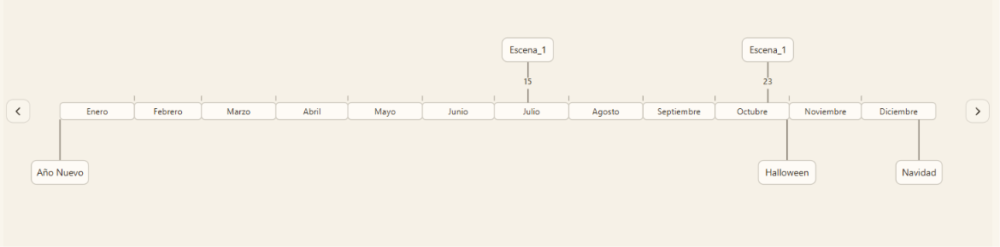 Escena_1
Escena_1
15
23
Enero
Febrero
Marzo
Abril
Mayo
Junio
Julio
Agosto
Septiembre
Octubre
Noviembre
Diciembre
Año Nuevo
Halloween
Navidad